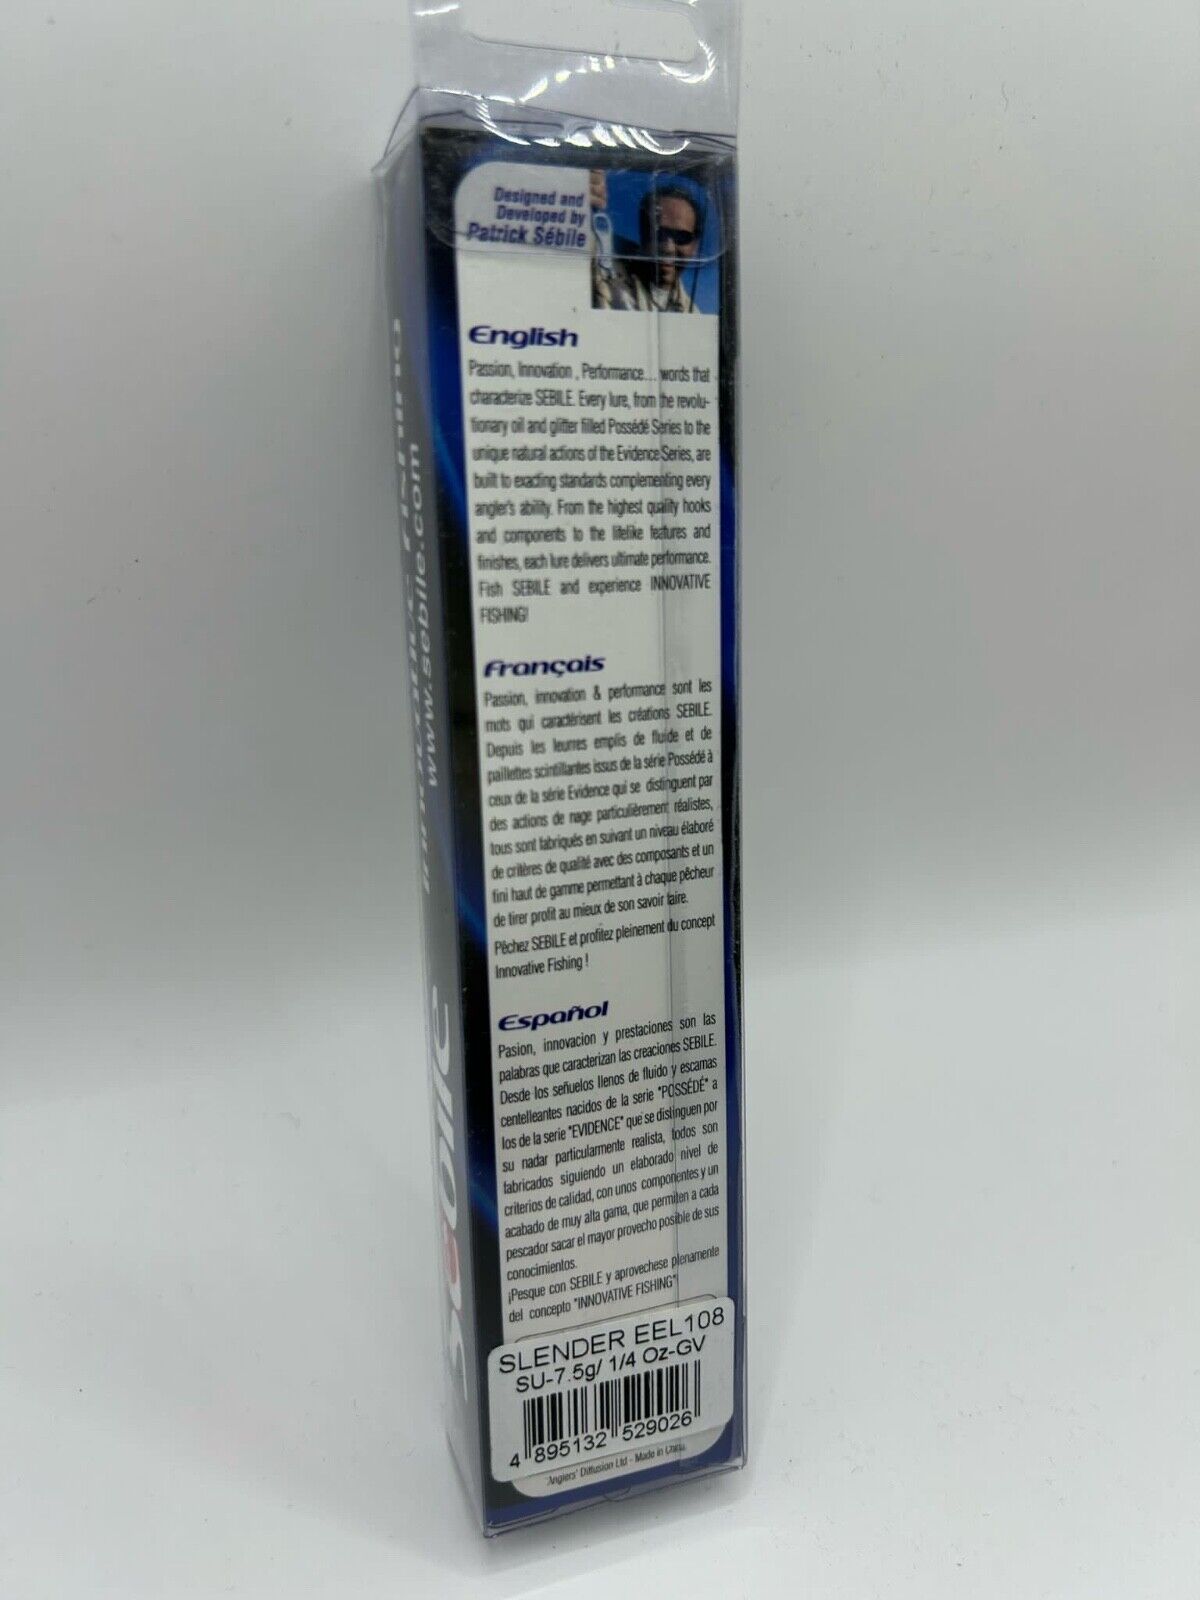 Designed and
Developed by
Patrick Sébile
English
Passion, Innovation , Performance... words that
characterize SEBILE. Every lure, from the revolu-
tionary oil and glitter filled Possédé Series to the
unique natural actions of the Evidence Series, are
built to exacting standards complementing every
angler's ability. From the highest quality hooks
and components to the lifelike features and
finishes, each lure delivers ultimate performance.
Fish SEBILE and experience INNOVATIVE
FISHING!
Français
Passion, innovation & performance sont les
mots qui caractérisent les créations SEBILE.
Depuis les leurres emplis de fluide et de
paillettes scintillantes issus de la série Possédé à
ceux de la série Evidence qui se distinguent par
des actions de nage particulièrement réalistes,
tous sont fabriqués en suivant un niveau élaboré
de critères de qualité avec des composants et un
fini haut de gamme permettant à chaque pêcheur
de tirer profit au mieux de son savoir faire.
Pêchez SEBILE et profitez pleinement du concept
Innovative Fishing !
Español
Pasion, innovacion y prestaciones son las
palabras que caracterizan las creaciones SEBILE.
Desde los señuelos llenos de fluido y escamas
centelleantes nacidos de la serie "POSSÉDÉ" a
los de la serie "EVIDENCE" que se distinguen por
su nadar particularmente realista, todos son
fabricados siguiendo un elaborado nivel de
criterios de calidad, con unos componentes y un
acabado de muy alta gama, que permiten a cada
pescador sacar el mayor provecho posible de sus
conocimientos.
¡Pesque con SEBILE y aprovechese plenamente
del concepto "INNOVATIVE FISHING"!
SLENDER EEL108
SU-7.5g/ 1/4 Oz-GV
4 895132 529026
Anglers' Diffusion Ltd - Made in China
www.sebile.com